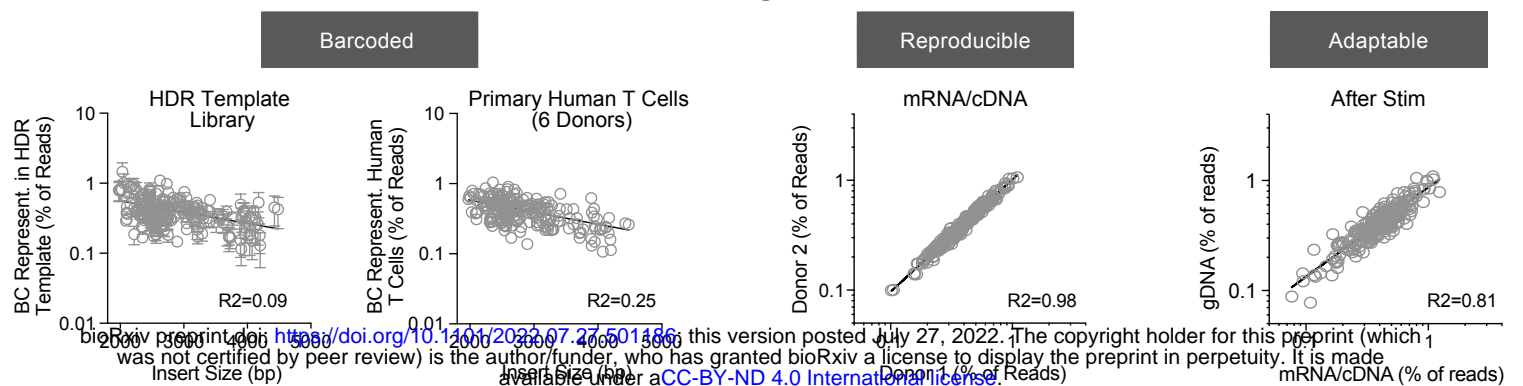 Barcoded
Reproducible
Adaptable
HDR Template
Library
BC Represent. in HDR
Template (% of Reads)
10
1
0.1
0.01
R2=0.09
2000 3000 4000 5000
Insert Size (bp)
Primary Human T Cells
(6 Donors)
BC Represent. Human
T Cells (% of Reads)
10
1
0.1
0.01
R2=0.25
2000 3000 4000 5000
Insert Size (bp)
mRNA/cDNA
Donor 2 (% of Reads)
1
0.1
R2=0.98
0.1 1
Donor 1 (% of Reads)
After Stim
gDNA (% of reads)
1
0.1
R2=0.81
0.1 1
mRNA/cDNA (% of reads)
bioRxiv preprint doi: https://doi.org/10.1101/2022.07.27.501186; this version posted July 27, 2022. The copyright holder for this preprint (which
was not certified by peer review) is the author/funder, who has granted bioRxiv a license to display the preprint in perpetuity. It is made
available under aCC-BY-ND 4.0 International license.